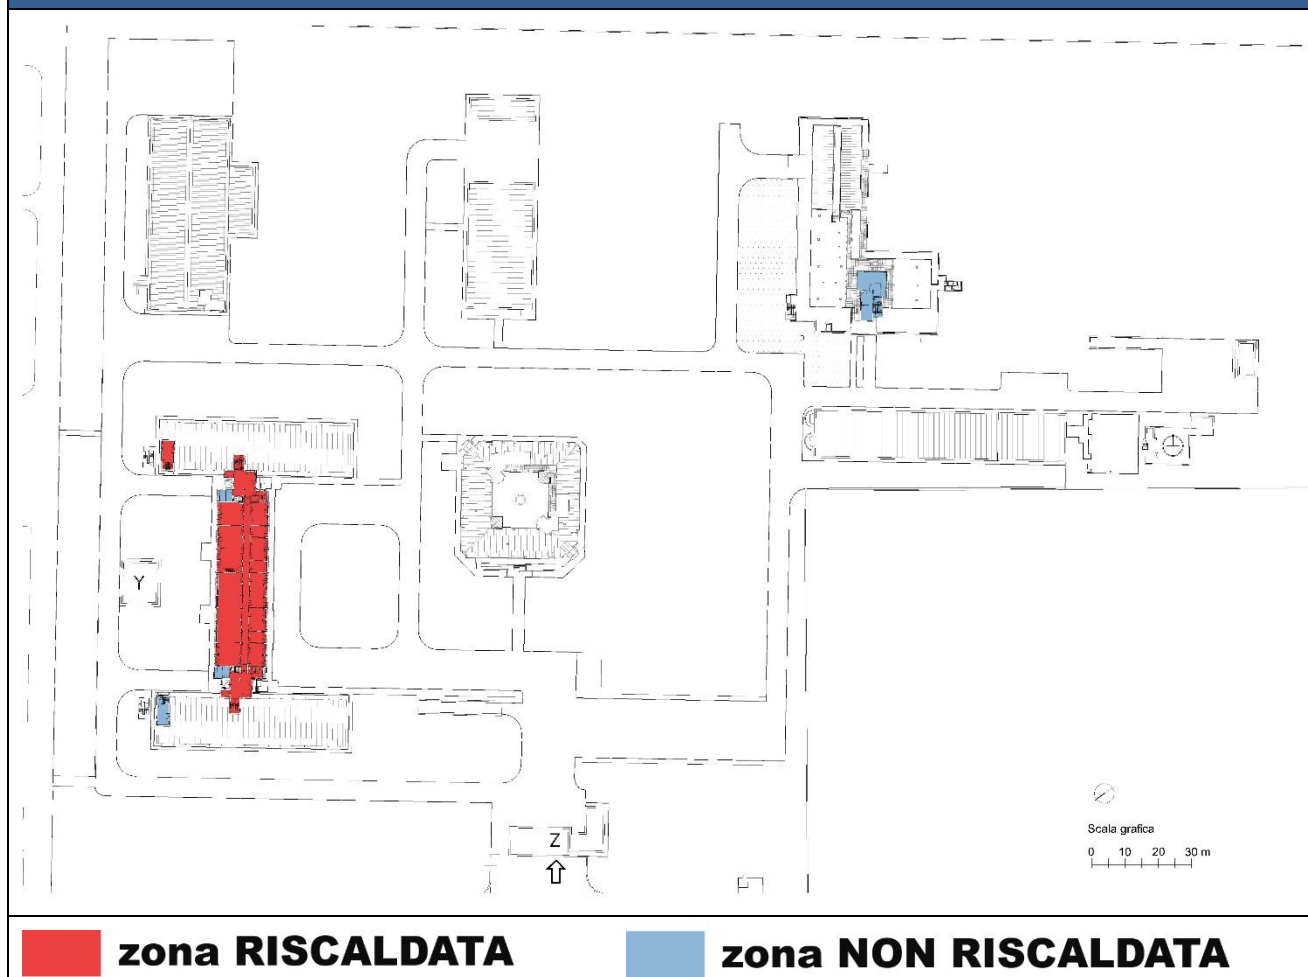 Y
Z
Scala grafica
0 10 20 30 m
zona RISCALDATA
zona NON RISCALDATA